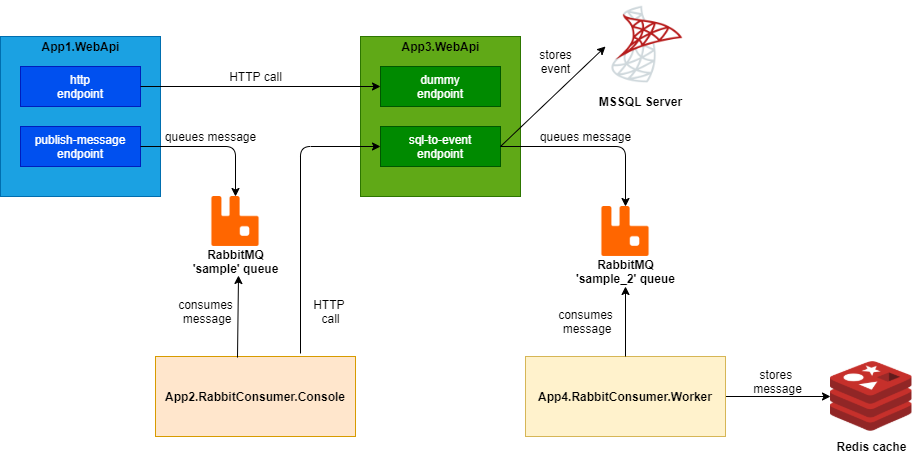 App1.WebApi
http
endpoint
publish-message
endpoint
HTTP call
queues message
App3.WebApi
dummy
endpoint
sql-to-event
endpoint
stores
event
MSSQL Server
queues message
RabbitMQ
'sample' queue
RabbitMQ
'sample_2' queue
consumes
message
HTTP
call
consumes
message
App2.RabbitConsumer.Console
App4.RabbitConsumer.Worker
stores
message
Redis cache